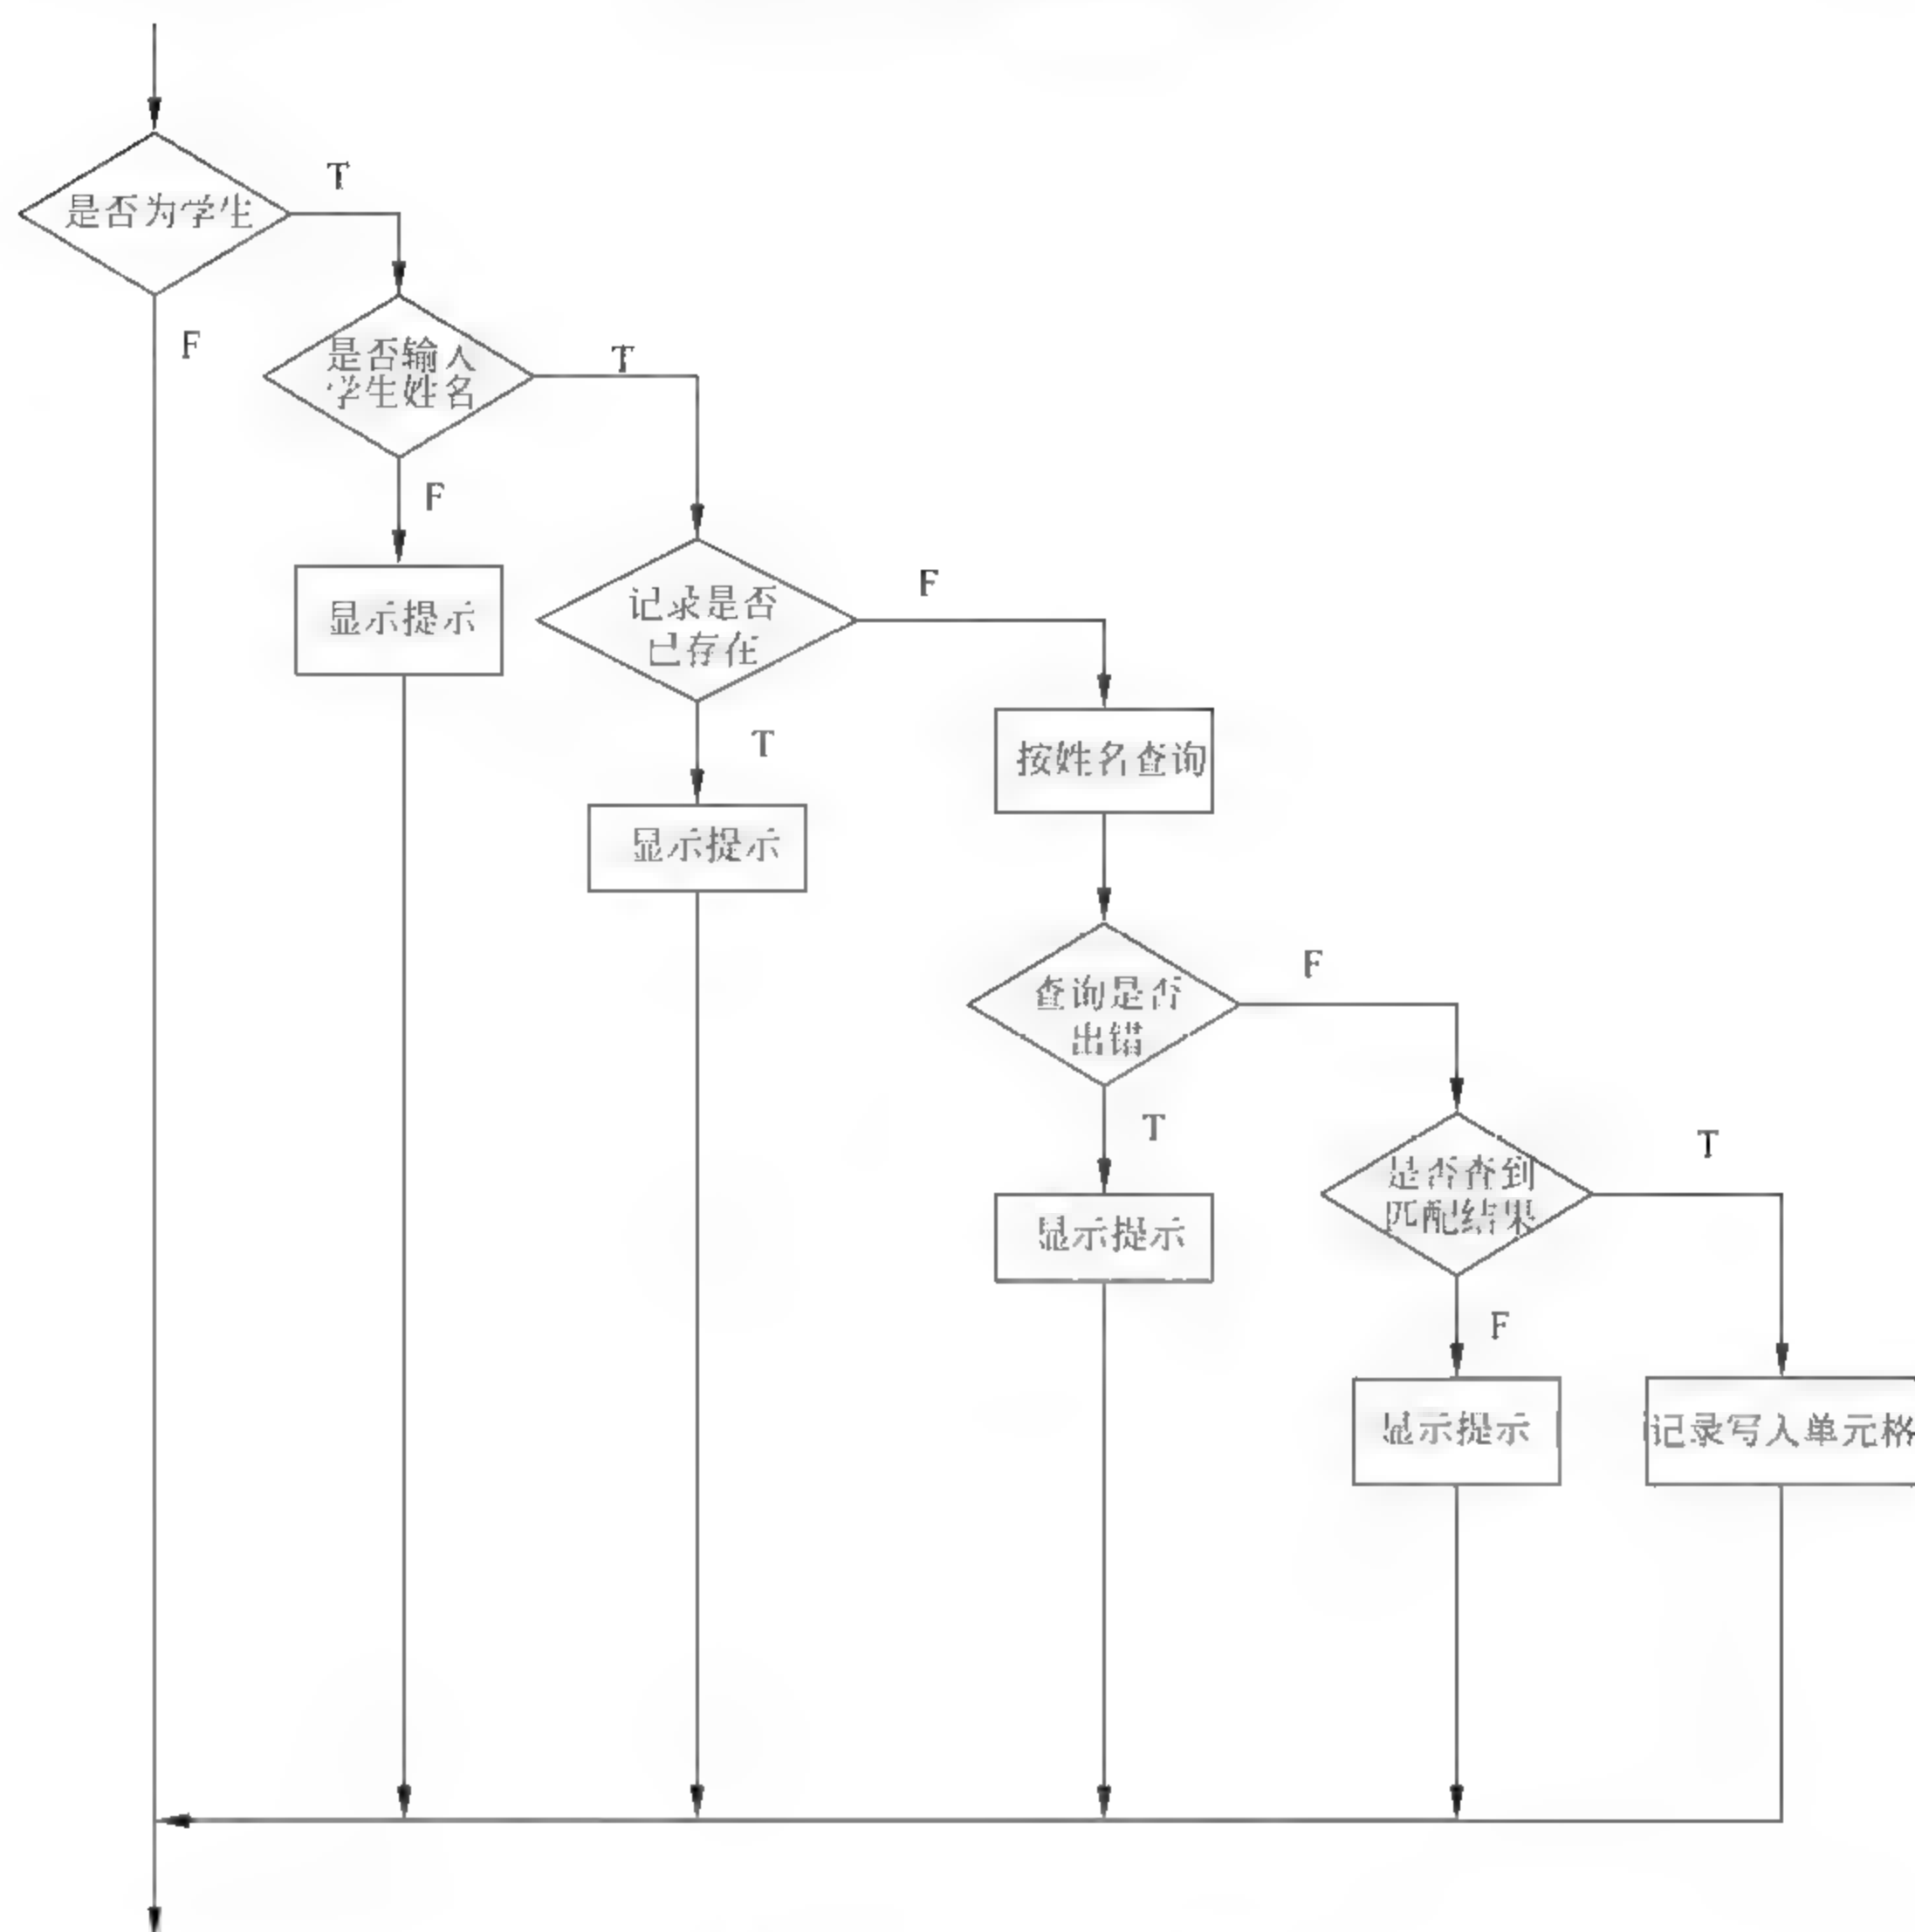 T
是否为学生
F
是否输入
学生姓名
T
F
显示提示
记录是否
已存在
F
T
显示提示
按姓名查询
查询是否
出错
F
T
显示提示
是否查到
匹配结果
T
F
显示提示
记录写入单元格